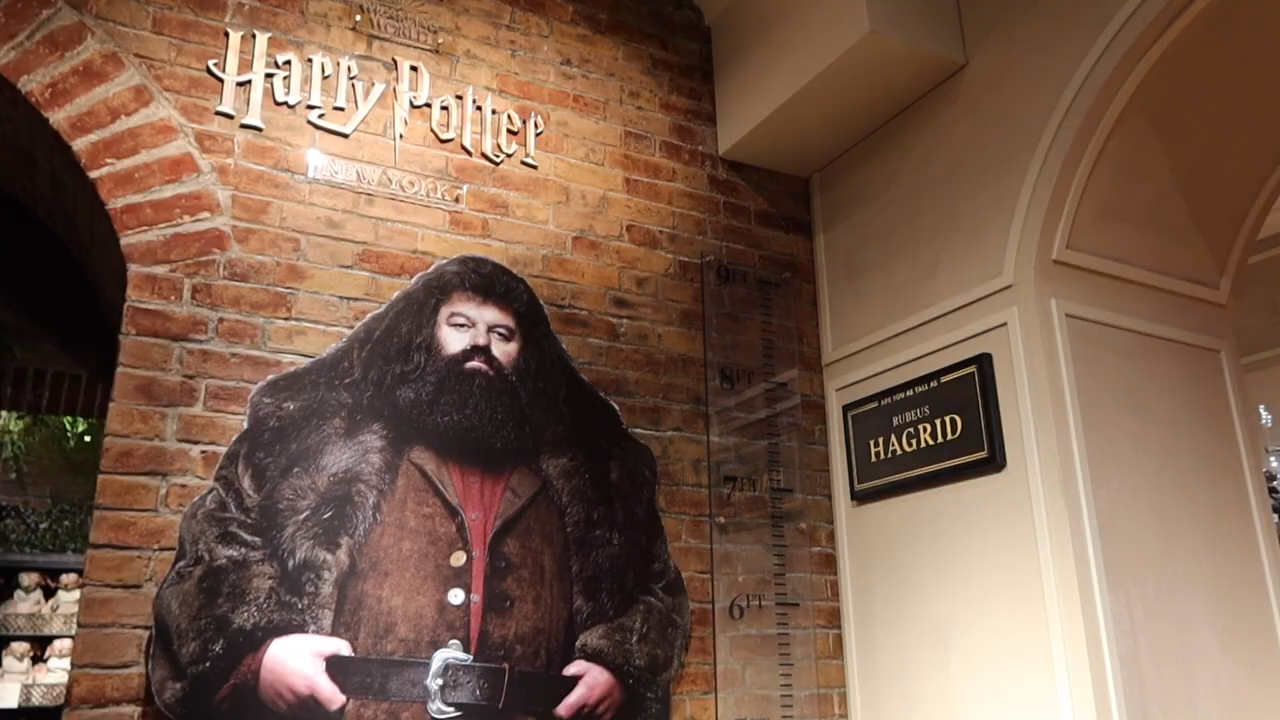 WIZARDING
WORLD
Harry Potter
NEW YORK
9FT
8FT
7FT
6FT
ARE YOU AS TALL AS
RUBEUS
HAGRID